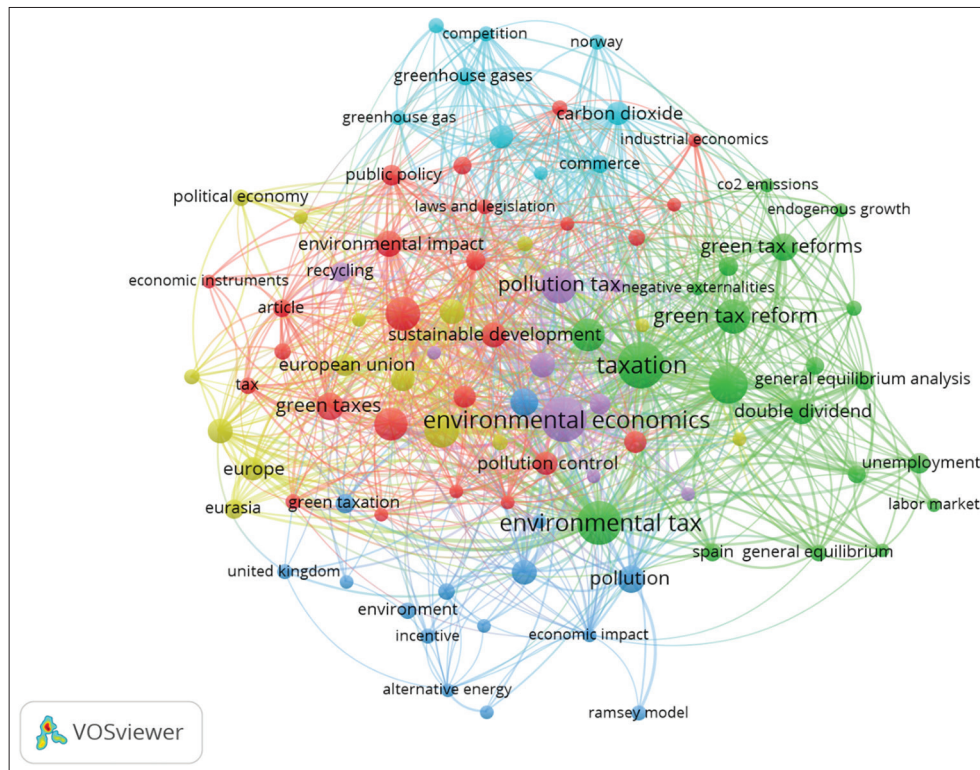 competition
norway
greenhouse gases
carbon dioxide
greenhouse gas
industrial economics
commerce
public policy
co2 emissions
political economy
laws and legislation
endogenous growth
environmental impact
green tax reforms
recycling
economic instruments
pollution tax
negative externalities
article
green tax reform
sustainable development
european union
taxation
tax
general equilibrium analysis
green taxes
double dividend
environmental economics
pollution control
unemployment
europe
green taxation
labor market
eurasia
environmental tax
spain
general equilibrium
united kingdom
pollution
environment
incentive
economic impact
alternative energy
ramsey model
VOSviewer